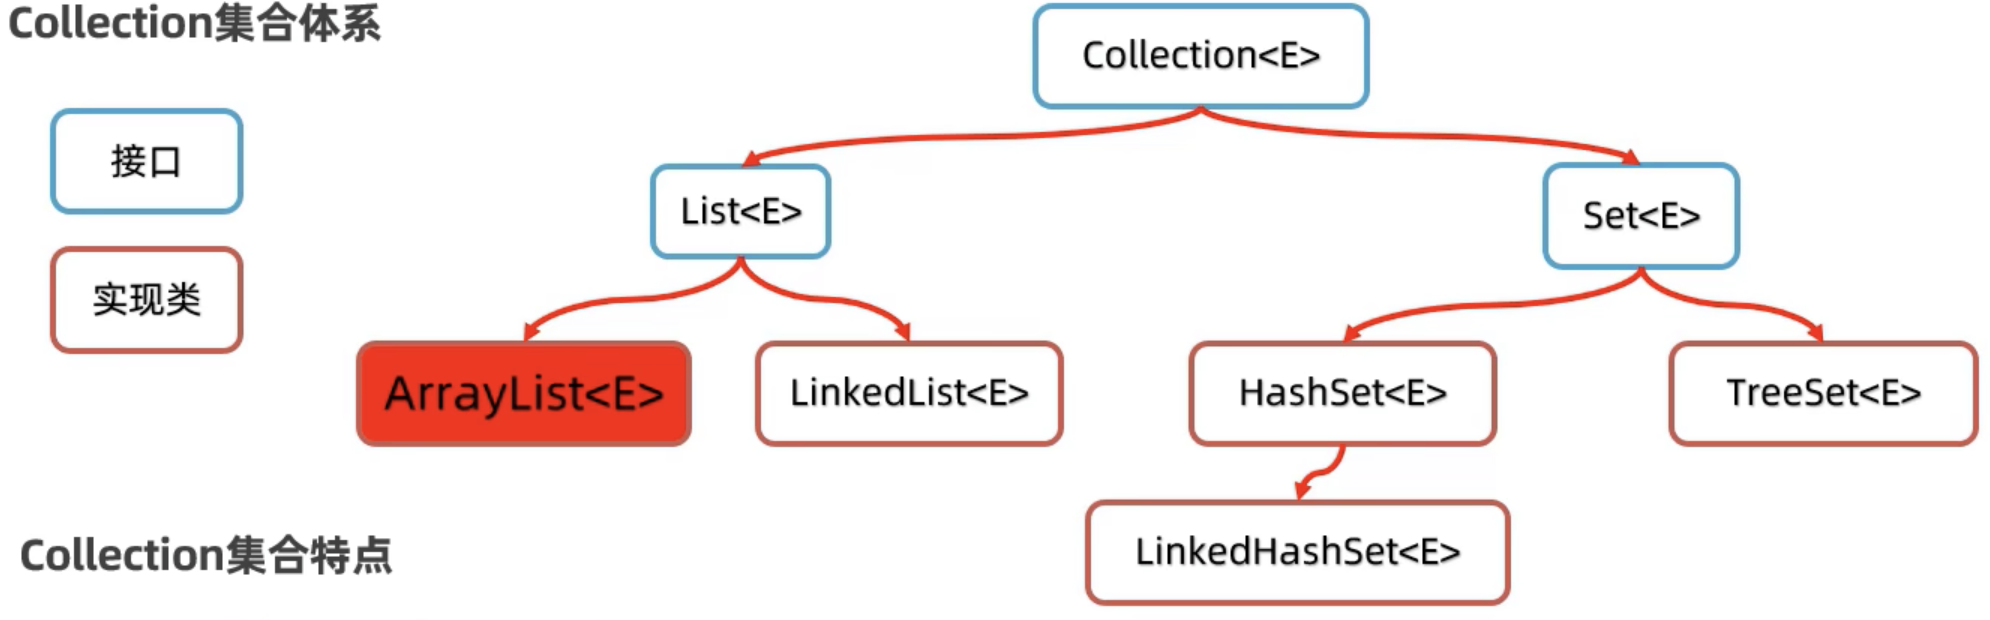 Collection集合体系
Collection<E>
接口
List<E>
Set<E>
实现类
ArrayList<E>
LinkedList<E>
HashSet<E>
TreeSet<E>
LinkedHashSet<E>
Collection集合特点